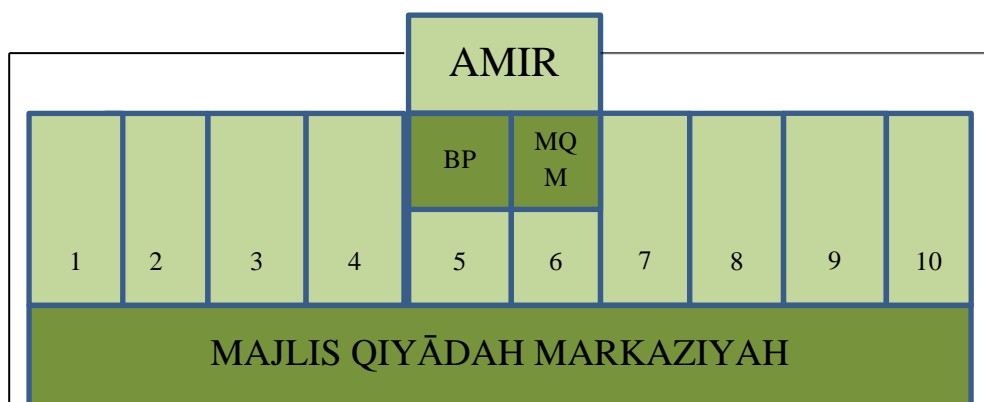 AMIR
BP
MQ
M
1 2 3 4 5 6 7 8 9 10
MAJLIS QIYĀDAH MARKAZIYAH